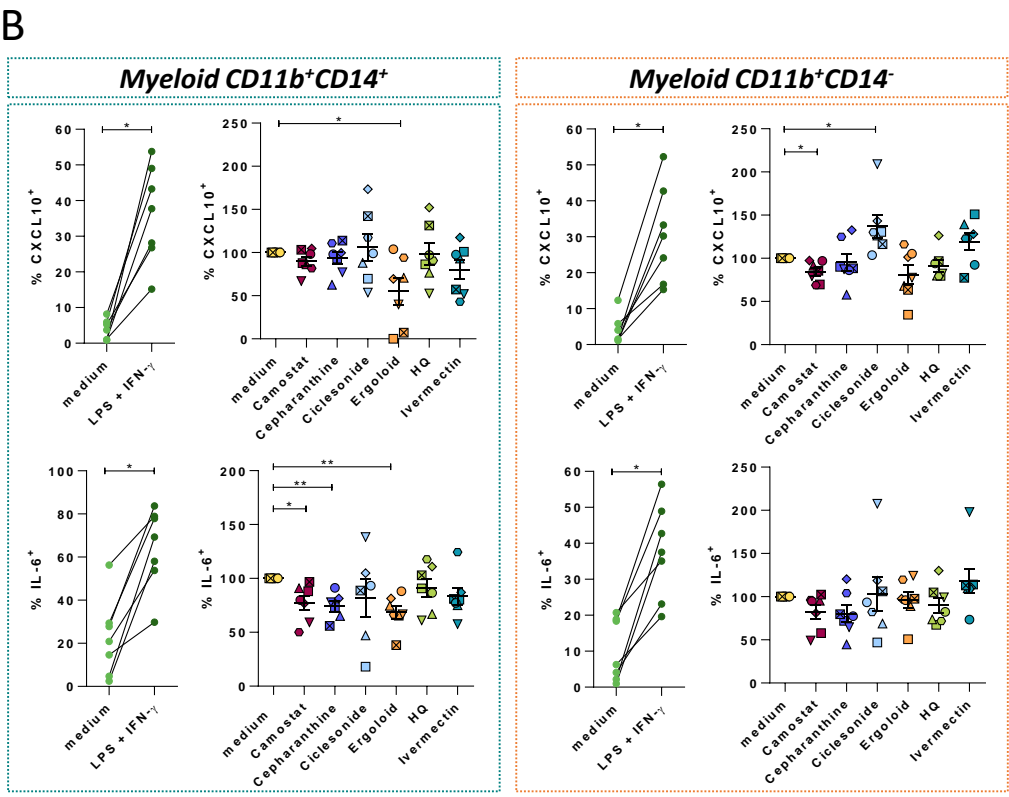 B
Myeloid CD11b⁺CD14⁺
Myeloid CD11b⁺CD14⁻
% CXCL10⁺
60
50
40
30
20
10
0
*
medium
LPS + IFN-γ
% CXCL10⁺
250
200
150
100
50
0
*
medium
Camostat
Cepharanthine
Ciclesonide
Ergoloid
HQ
Ivermectin
% CXCL10⁺
60
50
40
30
20
10
0
*
medium
LPS + IFN-γ
% CXCL10⁺
250
200
150
100
50
0
*
*
medium
Camostat
Cepharanthine
Ciclesonide
Ergoloid
HQ
Ivermectin
% IL-6⁺
100
80
60
40
20
0
*
medium
LPS + IFN-γ
% IL-6⁺
200
150
100
50
0
**
**
*
medium
Camostat
Cepharanthine
Ciclesonide
Ergoloid
HQ
Ivermectin
% IL-6⁺
60
50
40
30
20
10
0
*
medium
LPS + IFN-γ
% IL-6⁺
250
200
150
100
50
0
medium
Camostat
Cepharanthine
Ciclesonide
Ergoloid
HQ
Ivermectin